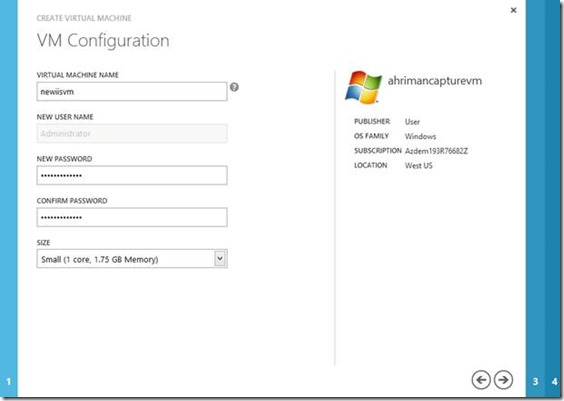 CREATE VIRTUAL MACHINE
VM Configuration
VIRTUAL MACHINE NAME
newiisvm
NEW USER NAME
Administrator
NEW PASSWORD
•••••••••••••
CONFIRM PASSWORD
•••••••••••••
SIZE
Small (1 core, 1.75 GB Memory)
ahrimancapturevm
PUBLISHER User
OS FAMILY Windows
SUBSCRIPTION Azdem193R76682Z
LOCATION West US
1
3
4